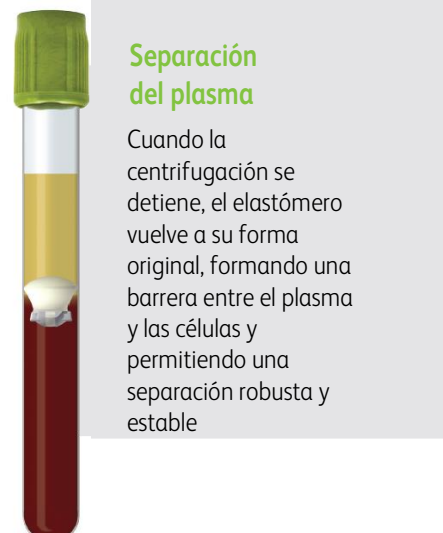 Separación
del plasma
Cuando la
centrifugación se
detiene, el elastómero
vuelve a su forma
original, formando una
barrera entre el plasma
y las células y
permitiendo una
separación robusta y
estable